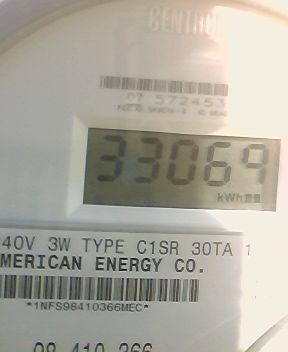 CENTRON
07 572453
33069
kWh
40V 3W TYPE C1SR 30TA 1
MERICAN ENERGY CO.
*1NFS98410366MEC*
98 410 366